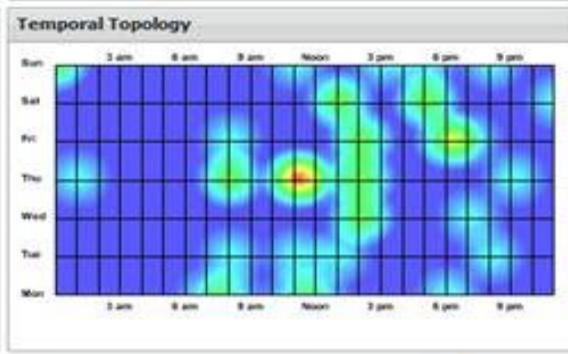 Temporal Topology
3 am 6 am 9 am Noon 3 pm 6 pm 9 pm
Sun
Sat
Fri
Thu
Wed
Tue
Mon
3 am 6 am 9 am Noon 3 pm 6 pm 9 pm